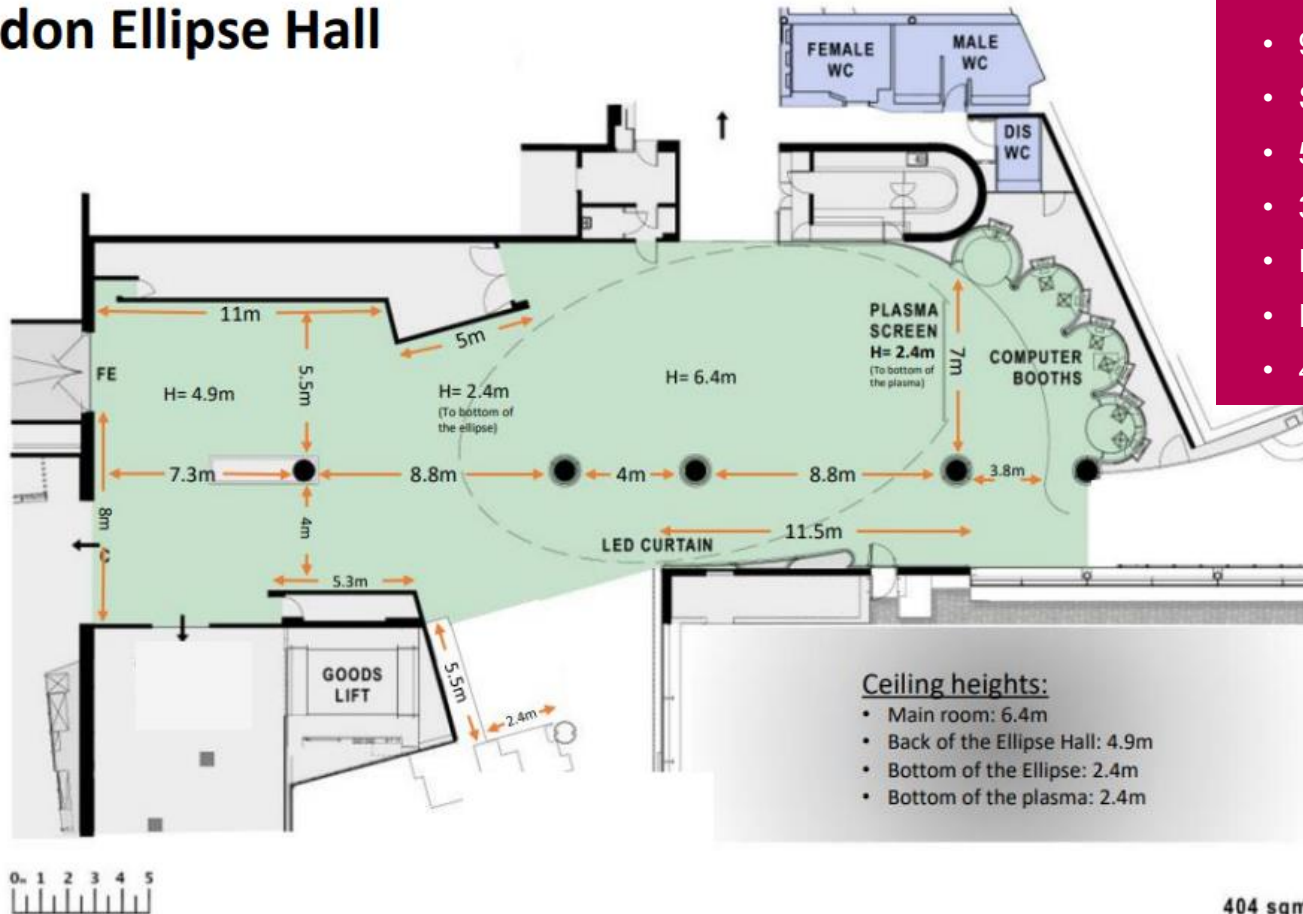 don Ellipse Hall
FEMALE
WC
MALE
WC
DIS
WC
11m
5m
5.5m
FE
H= 4.9m
H= 2.4m
(To bottom of
the ellipse)
H= 6.4m
PLASMA
SCREEN
H= 2.4m
(To bottom of
the plasma)
7m
COMPUTER
BOOTHS
7.3m
8.8m
4m
8.8m
3.8m
8m
4m
C
11.5m
LED CURTAIN
5.3m
GOODS
LIFT
5.5m
2.4m
Ceiling heights:
• Main room: 6.4m
• Back of the Ellipse Hall: 4.9m
• Bottom of the Ellipse: 2.4m
• Bottom of the plasma: 2.4m
0m 1 2 3 4 5
404 sqm